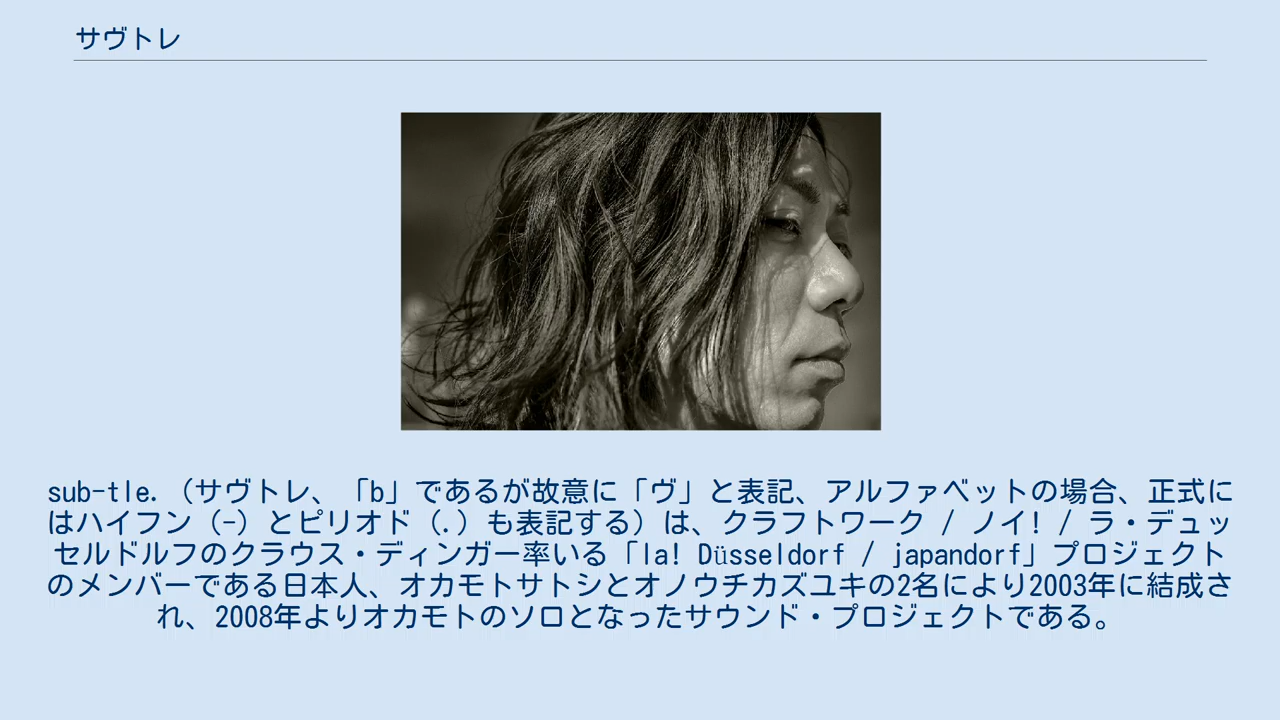 サヴトレ
sub-tle.（サヴトレ、「b」であるが故意に「ヴ」と表記、アルファベットの場合、正式に
はハイフン（-）とピリオド（.）も表記する）は、クラフトワーク / ノイ! / ラ・デュッ
セルドルフのクラウス・ディンガー率いる「la! Düsseldorf / japandorf」プロジェクト
のメンバーである日本人、オカモトサトシとオノウチカズユキの2名により2003年に結成さ
れ、2008年よりオカモトのソロとなったサウンド・プロジェクトである。